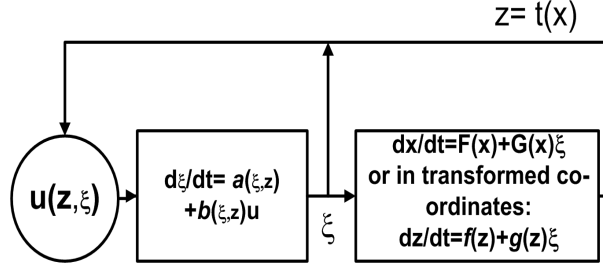 z= t(x)
u(z,ξ)
dξ/dt= a(ξ,z)
+b(ξ,z)u
ξ
dx/dt=F(x)+G(x)ξ
or in transformed co-
ordinates:
dz/dt=f(z)+g(z)ξ